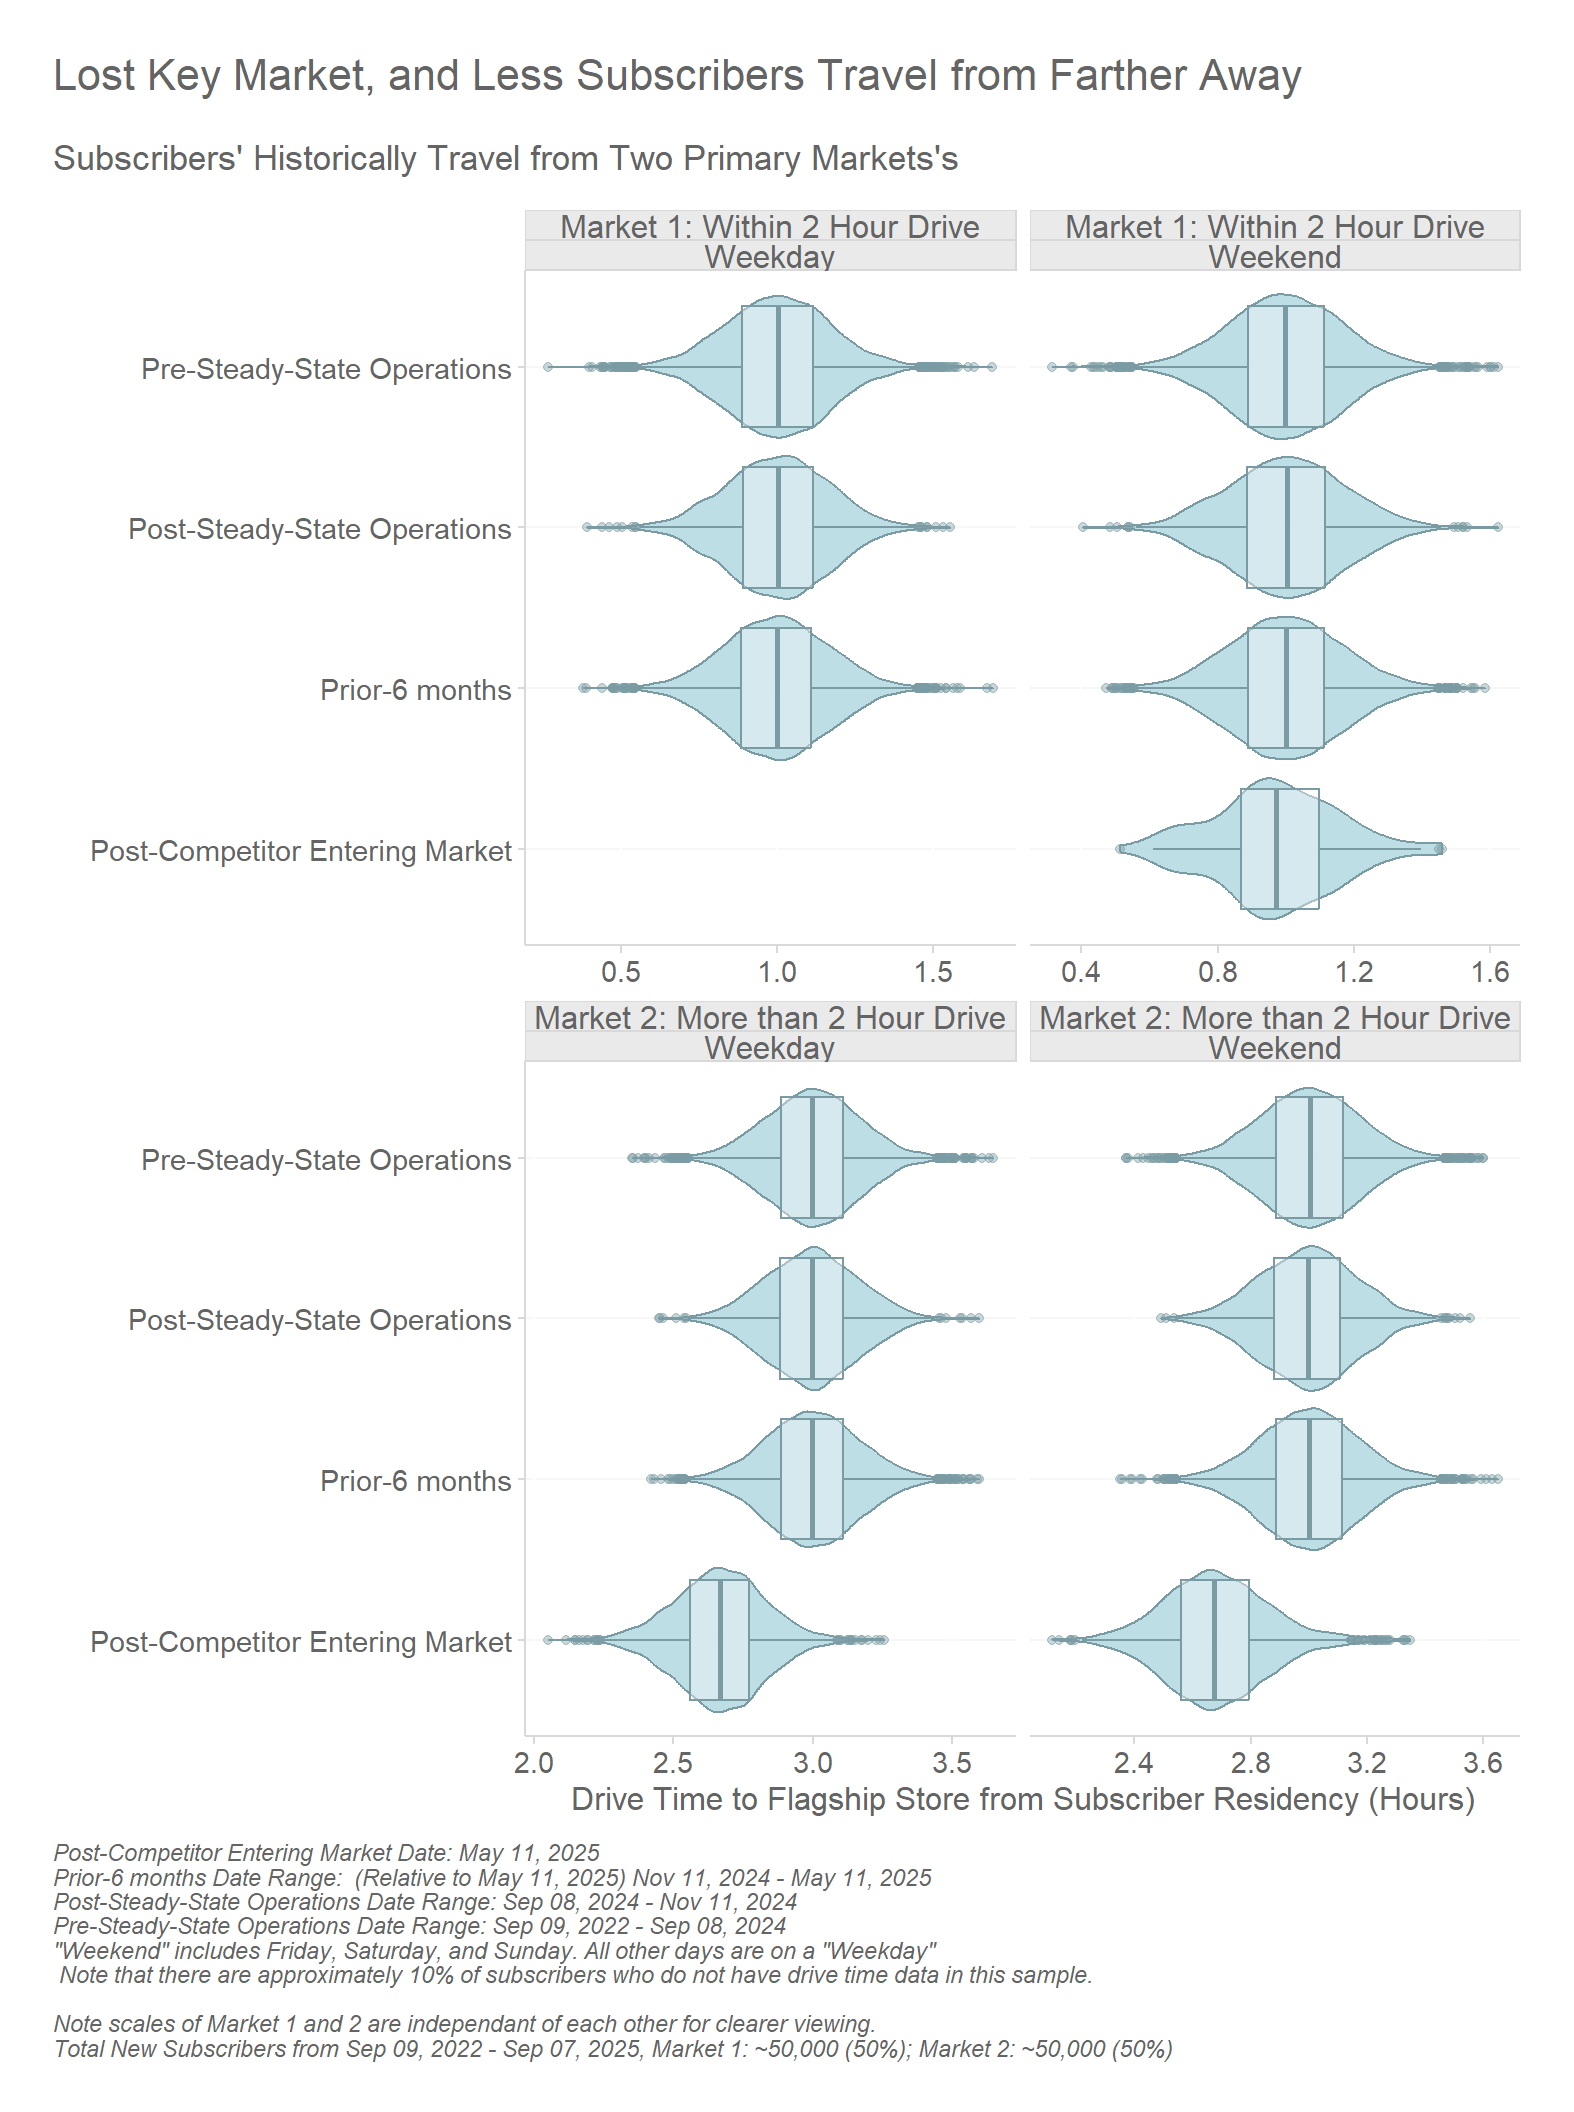 Lost Key Market, and Less Subscribers Travel from Farther Away
Subscribers' Historically Travel from Two Primary Markets's
Market 1: Within 2 Hour Drive
Weekday
Market 1: Within 2 Hour Drive
Weekend
Pre-Steady-State Operations
Post-Steady-State Operations
Prior-6 months
Post-Competitor Entering Market
0.5 1.0 1.5
0.4 0.8 1.2 1.6
Market 2: More than 2 Hour Drive
Weekday
Market 2: More than 2 Hour Drive
Weekend
Pre-Steady-State Operations
Post-Steady-State Operations
Prior-6 months
Post-Competitor Entering Market
2.0 2.5 3.0 3.5
2.4 2.8 3.2 3.6
Drive Time to Flagship Store from Subscriber Residency (Hours)
Post-Competitor Entering Market Date: May 11, 2025
Prior-6 months Date Range:  (Relative to May 11, 2025) Nov 11, 2024 - May 11, 2025
Post-Steady-State Operations Date Range: Sep 08, 2024 - Nov 11, 2024
Pre-Steady-State Operations Date Range: Sep 09, 2022 - Sep 08, 2024
"Weekend" includes Friday, Saturday, and Sunday. All other days are on a "Weekday"
Note that there are approximately 10% of subscribers who do not have drive time data in this sample.
Note scales of Market 1 and 2 are independant of each other for clearer viewing.
Total New Subscribers from Sep 09, 2022 - Sep 07, 2025, Market 1: ~50,000 (50%); Market 2: ~50,000 (50%)